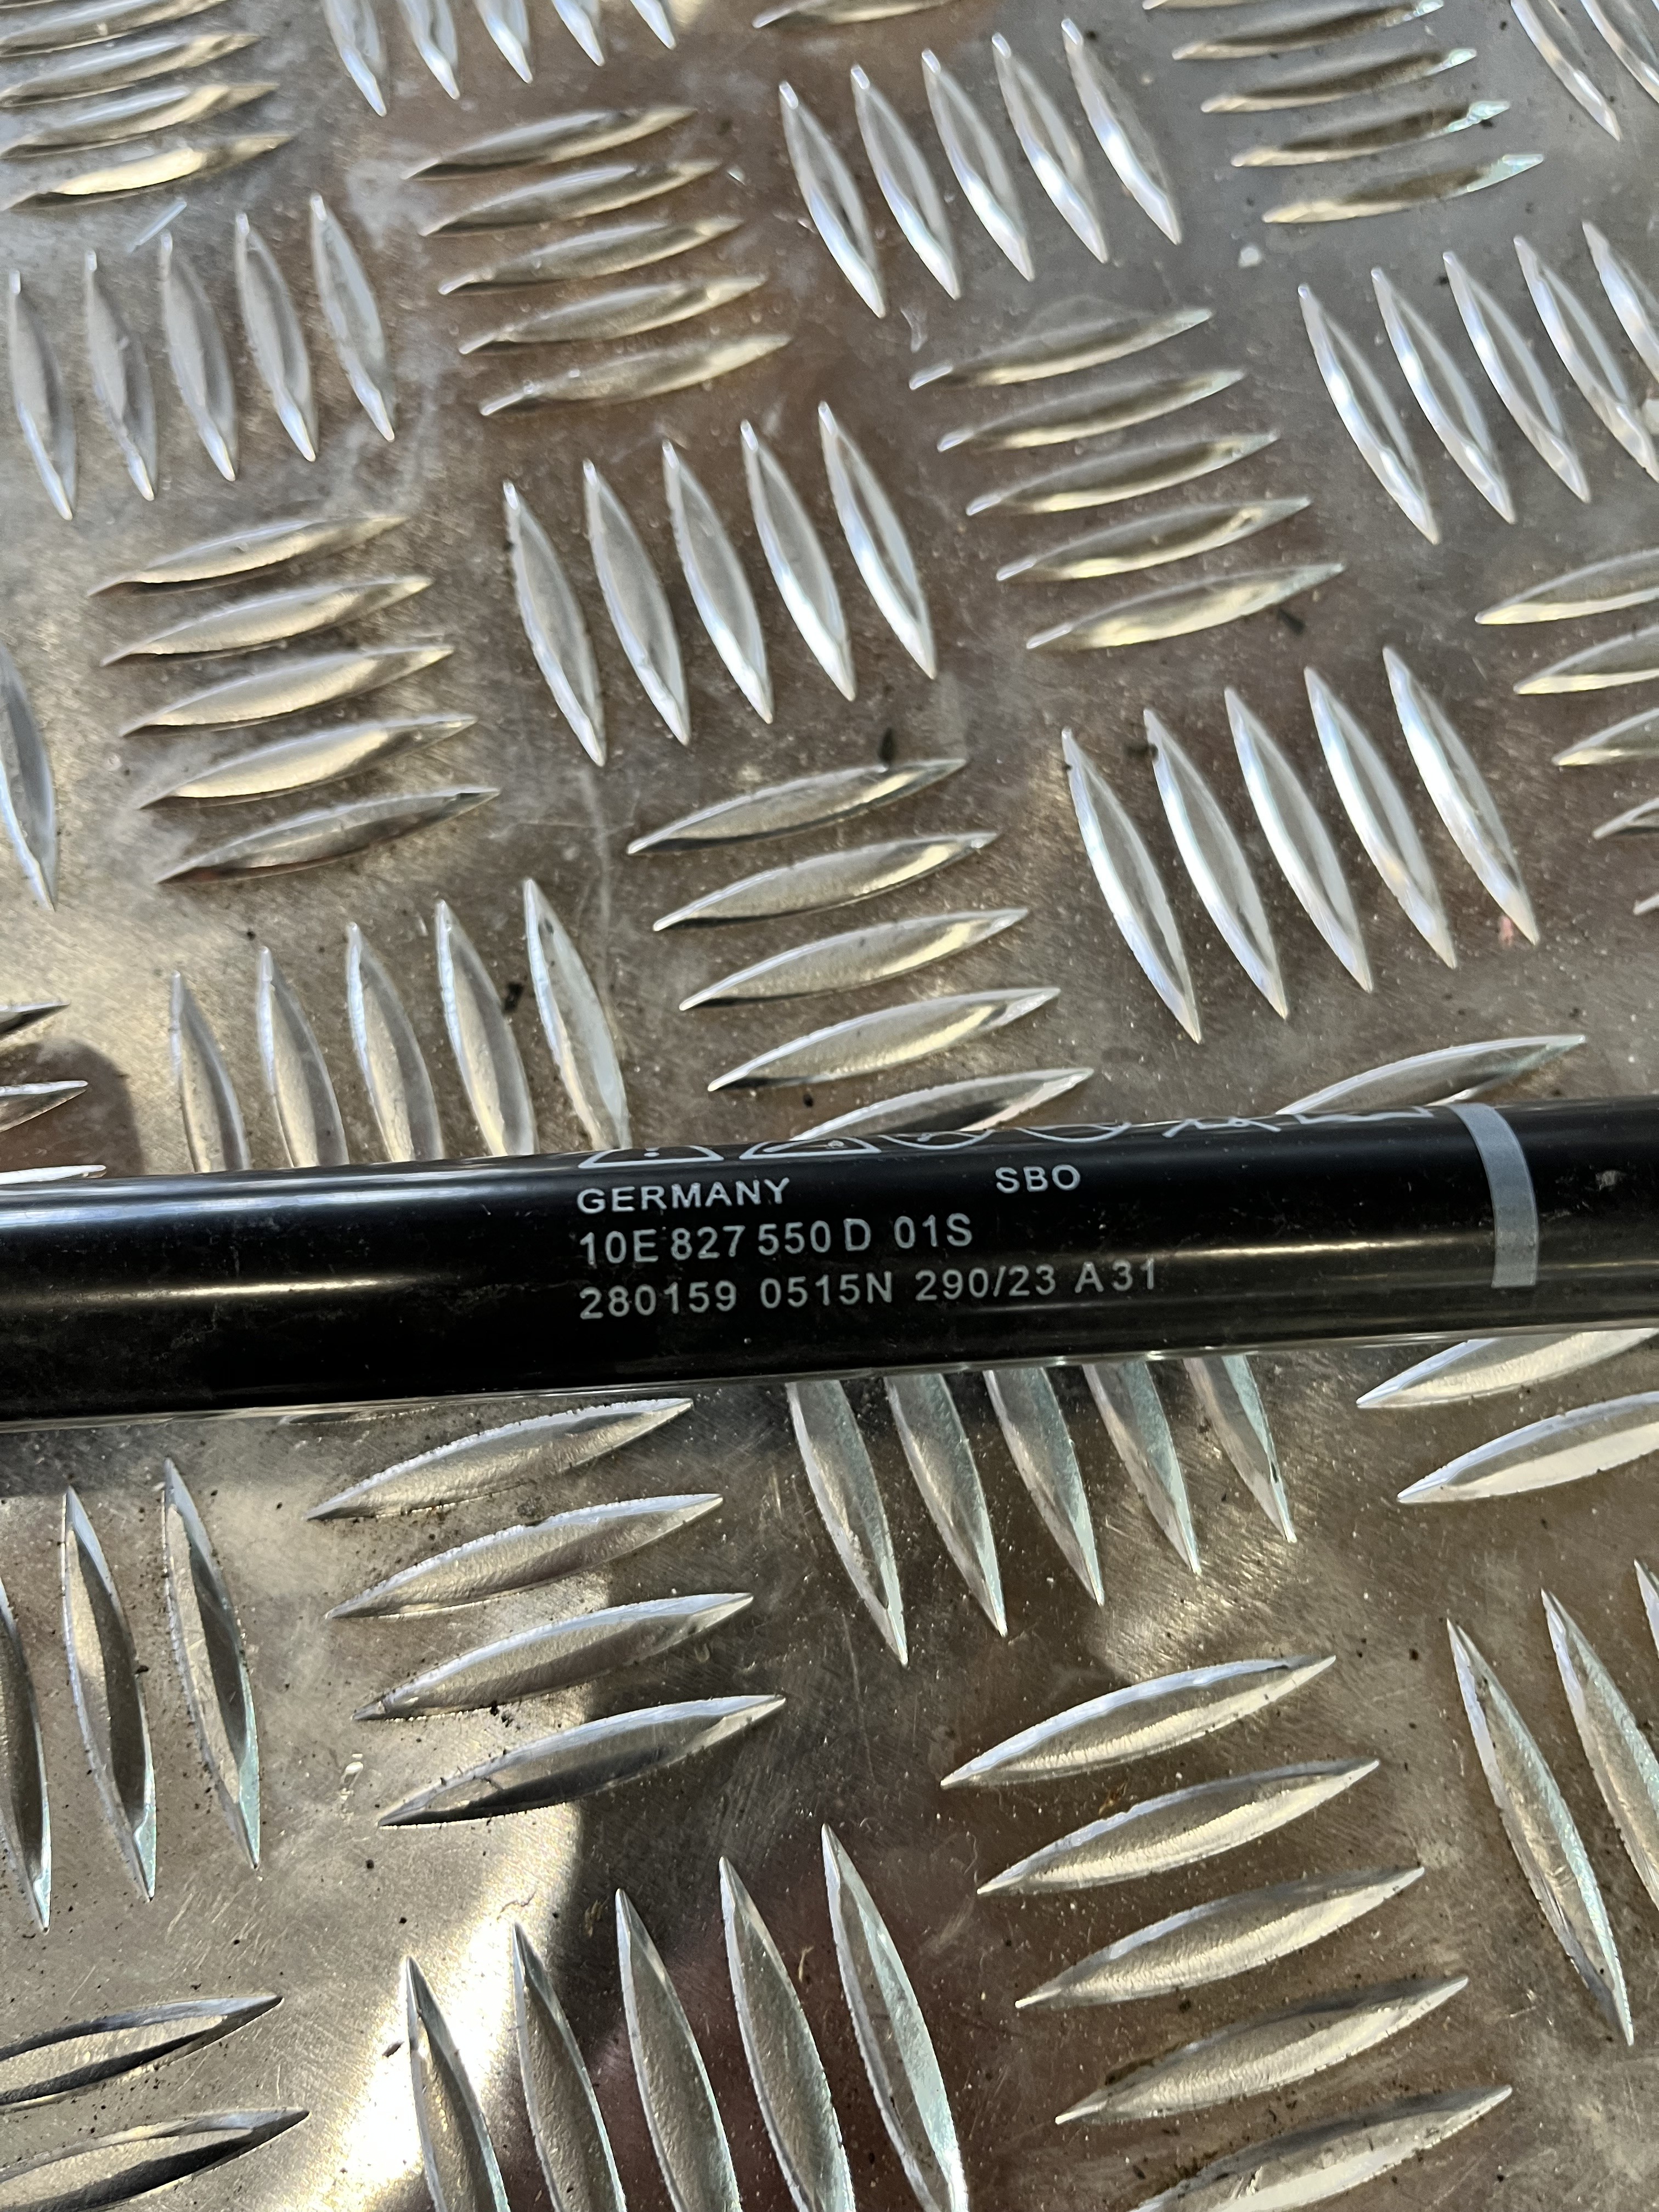 GERMANY SBO
10E 827 550 D 01S
280159 0515N 290/23 A31